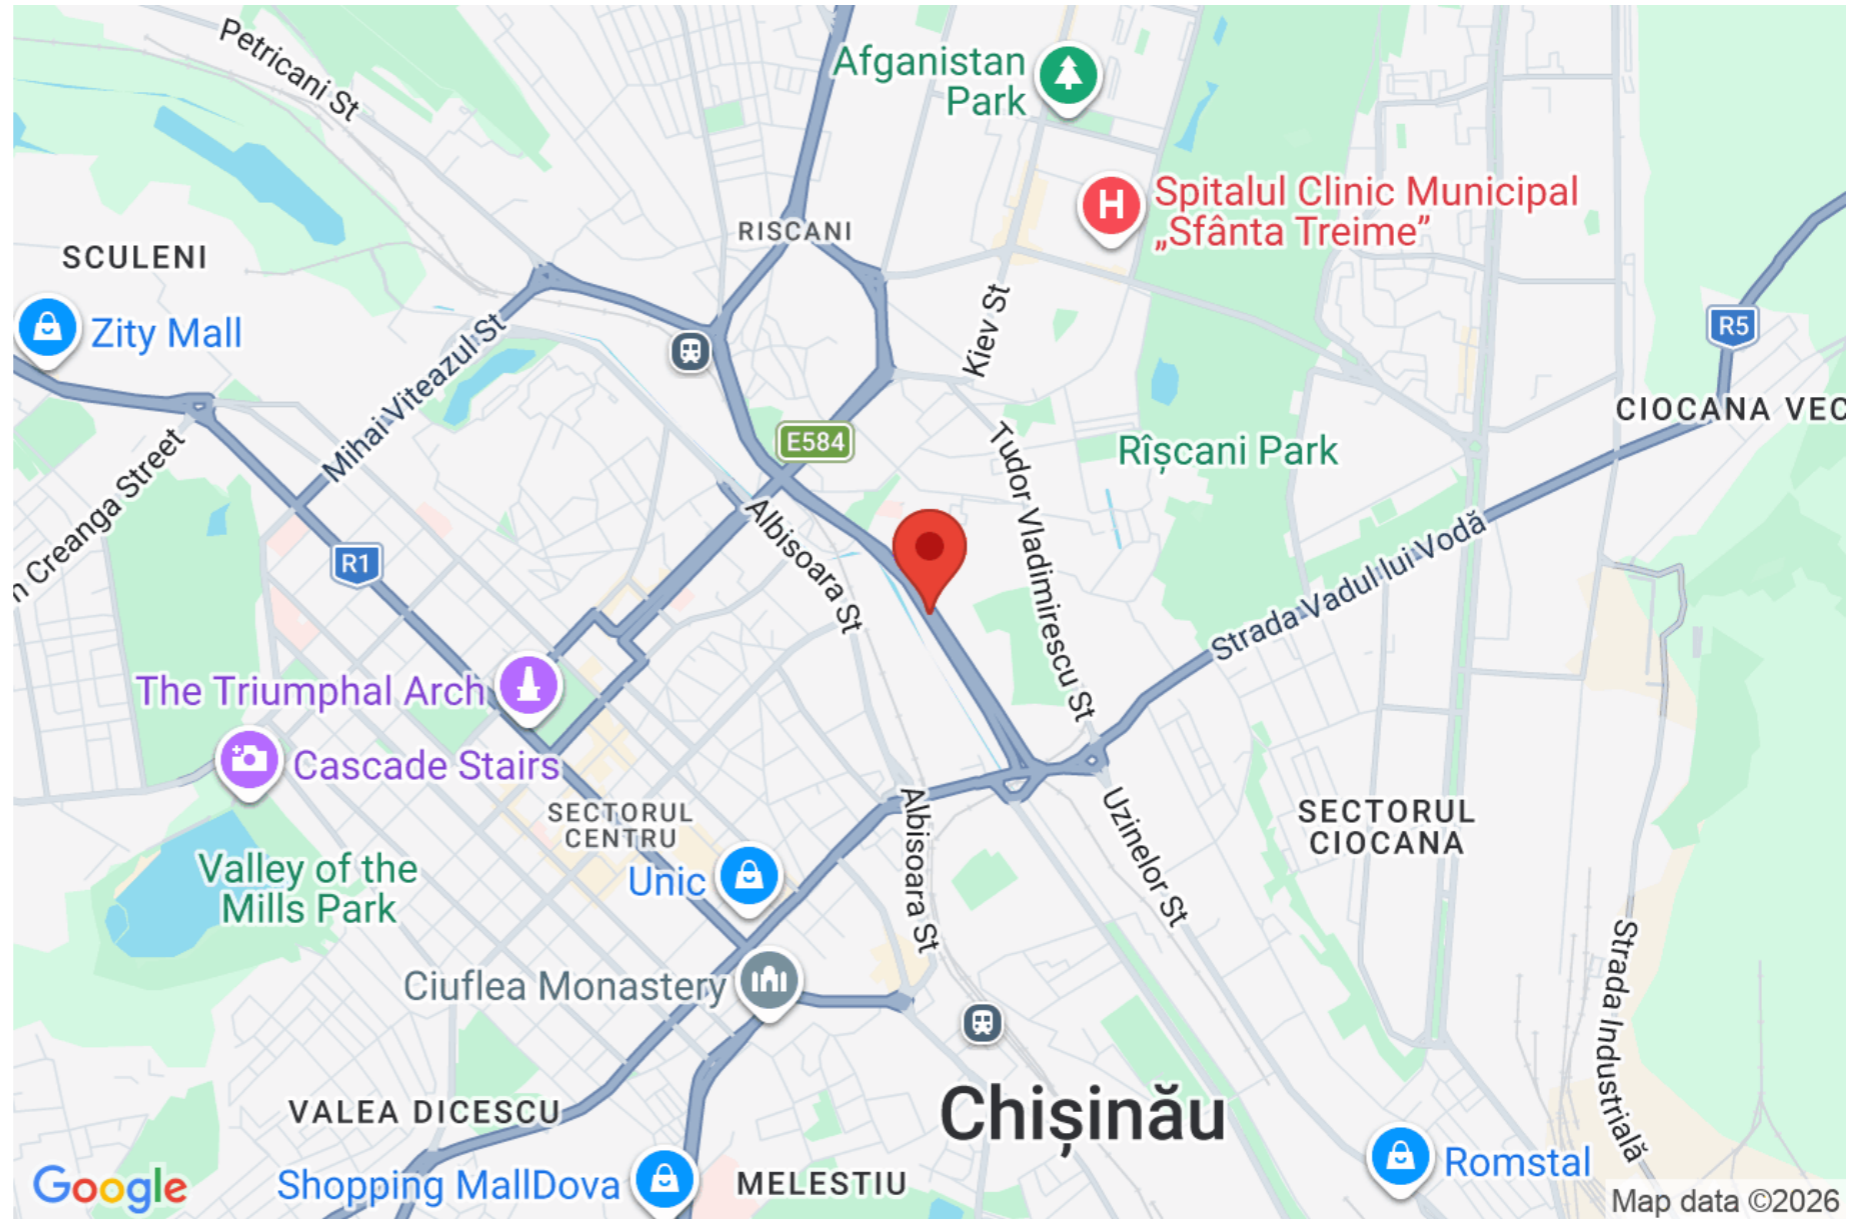 Petricani St
Afganistan
Park
Spitalul Clinic Municipal
„Sfânta Treime”
RISCANI
SCULENI
Zity Mall
Mihai Viteazul St
Kiev St
R5
CIOCANA VEC
E584
Rîșcani Park
n Creanga Street
Tudor Vladimirescu St
R1
Albisoara St
Strada Vadul lui Vodă
The Triumphal Arch
Cascade Stairs
SECTORUL
CENTRU
Albisoara St
Uzinelor St
SECTORUL
CIOCANA
Valley of the
Mills Park
Unic
Strada Industrială
Ciuflea Monastery
Chișinău
VALEA DICESCU
Shopping MallDova
MELESTIU
Romstal
Google
Map data ©2026
H